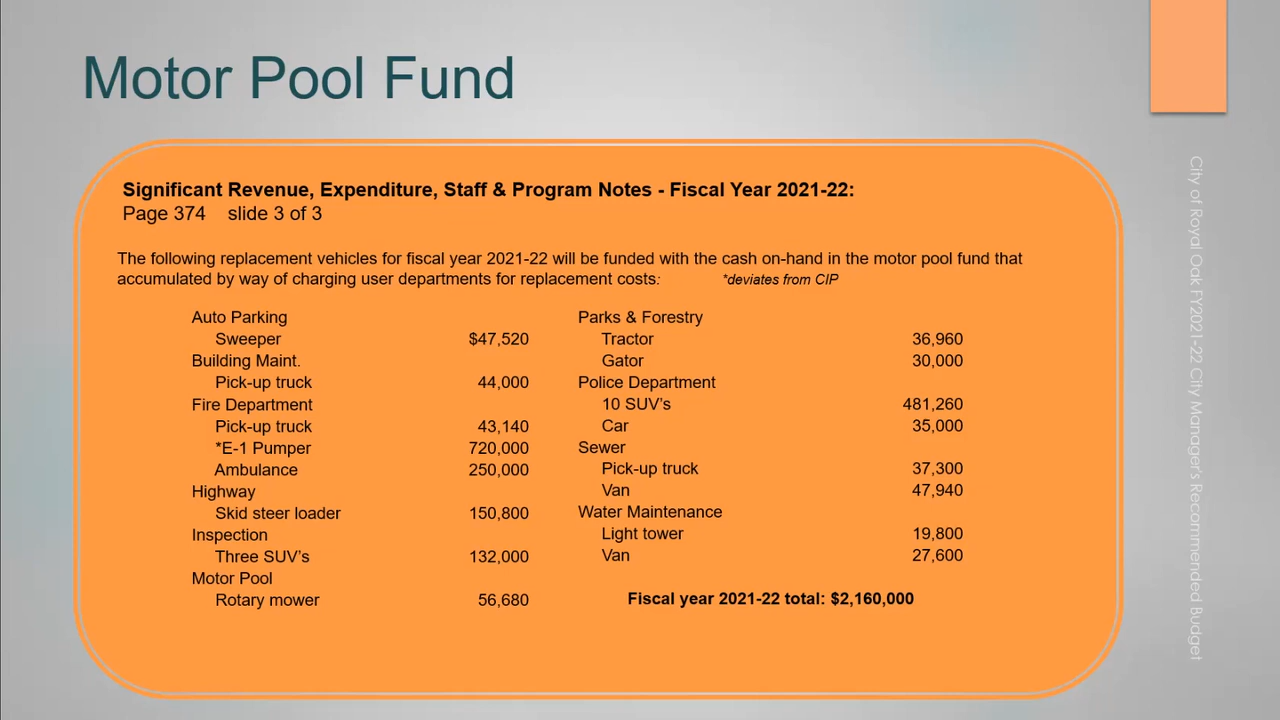 Motor Pool Fund
Significant Revenue, Expenditure, Staff & Program Notes - Fiscal Year 2021-22:
Page 374 slide 3 of 3
The following replacement vehicles for fiscal year 2021-22 will be funded with the cash on-hand in the motor pool fund that
accumulated by way of charging user departments for replacement costs: *deviates from CIP
Auto Parking
Sweeper $47,520
Building Maint.
Pick-up truck 44,000
Fire Department
Pick-up truck 43,140
*E-1 Pumper 720,000
Ambulance 250,000
Highway
Skid steer loader 150,800
Inspection
Three SUV's 132,000
Motor Pool
Rotary mower 56,680
Parks & Forestry
Tractor 36,960
Gator 30,000
Police Department
10 SUV's 481,260
Car 35,000
Sewer
Pick-up truck 37,300
Van 47,940
Water Maintenance
Light tower 19,800
Van 27,600
Fiscal year 2021-22 total: $2,160,000
City of Royal Oak FY2021-22 City Manager's Recommended Budget